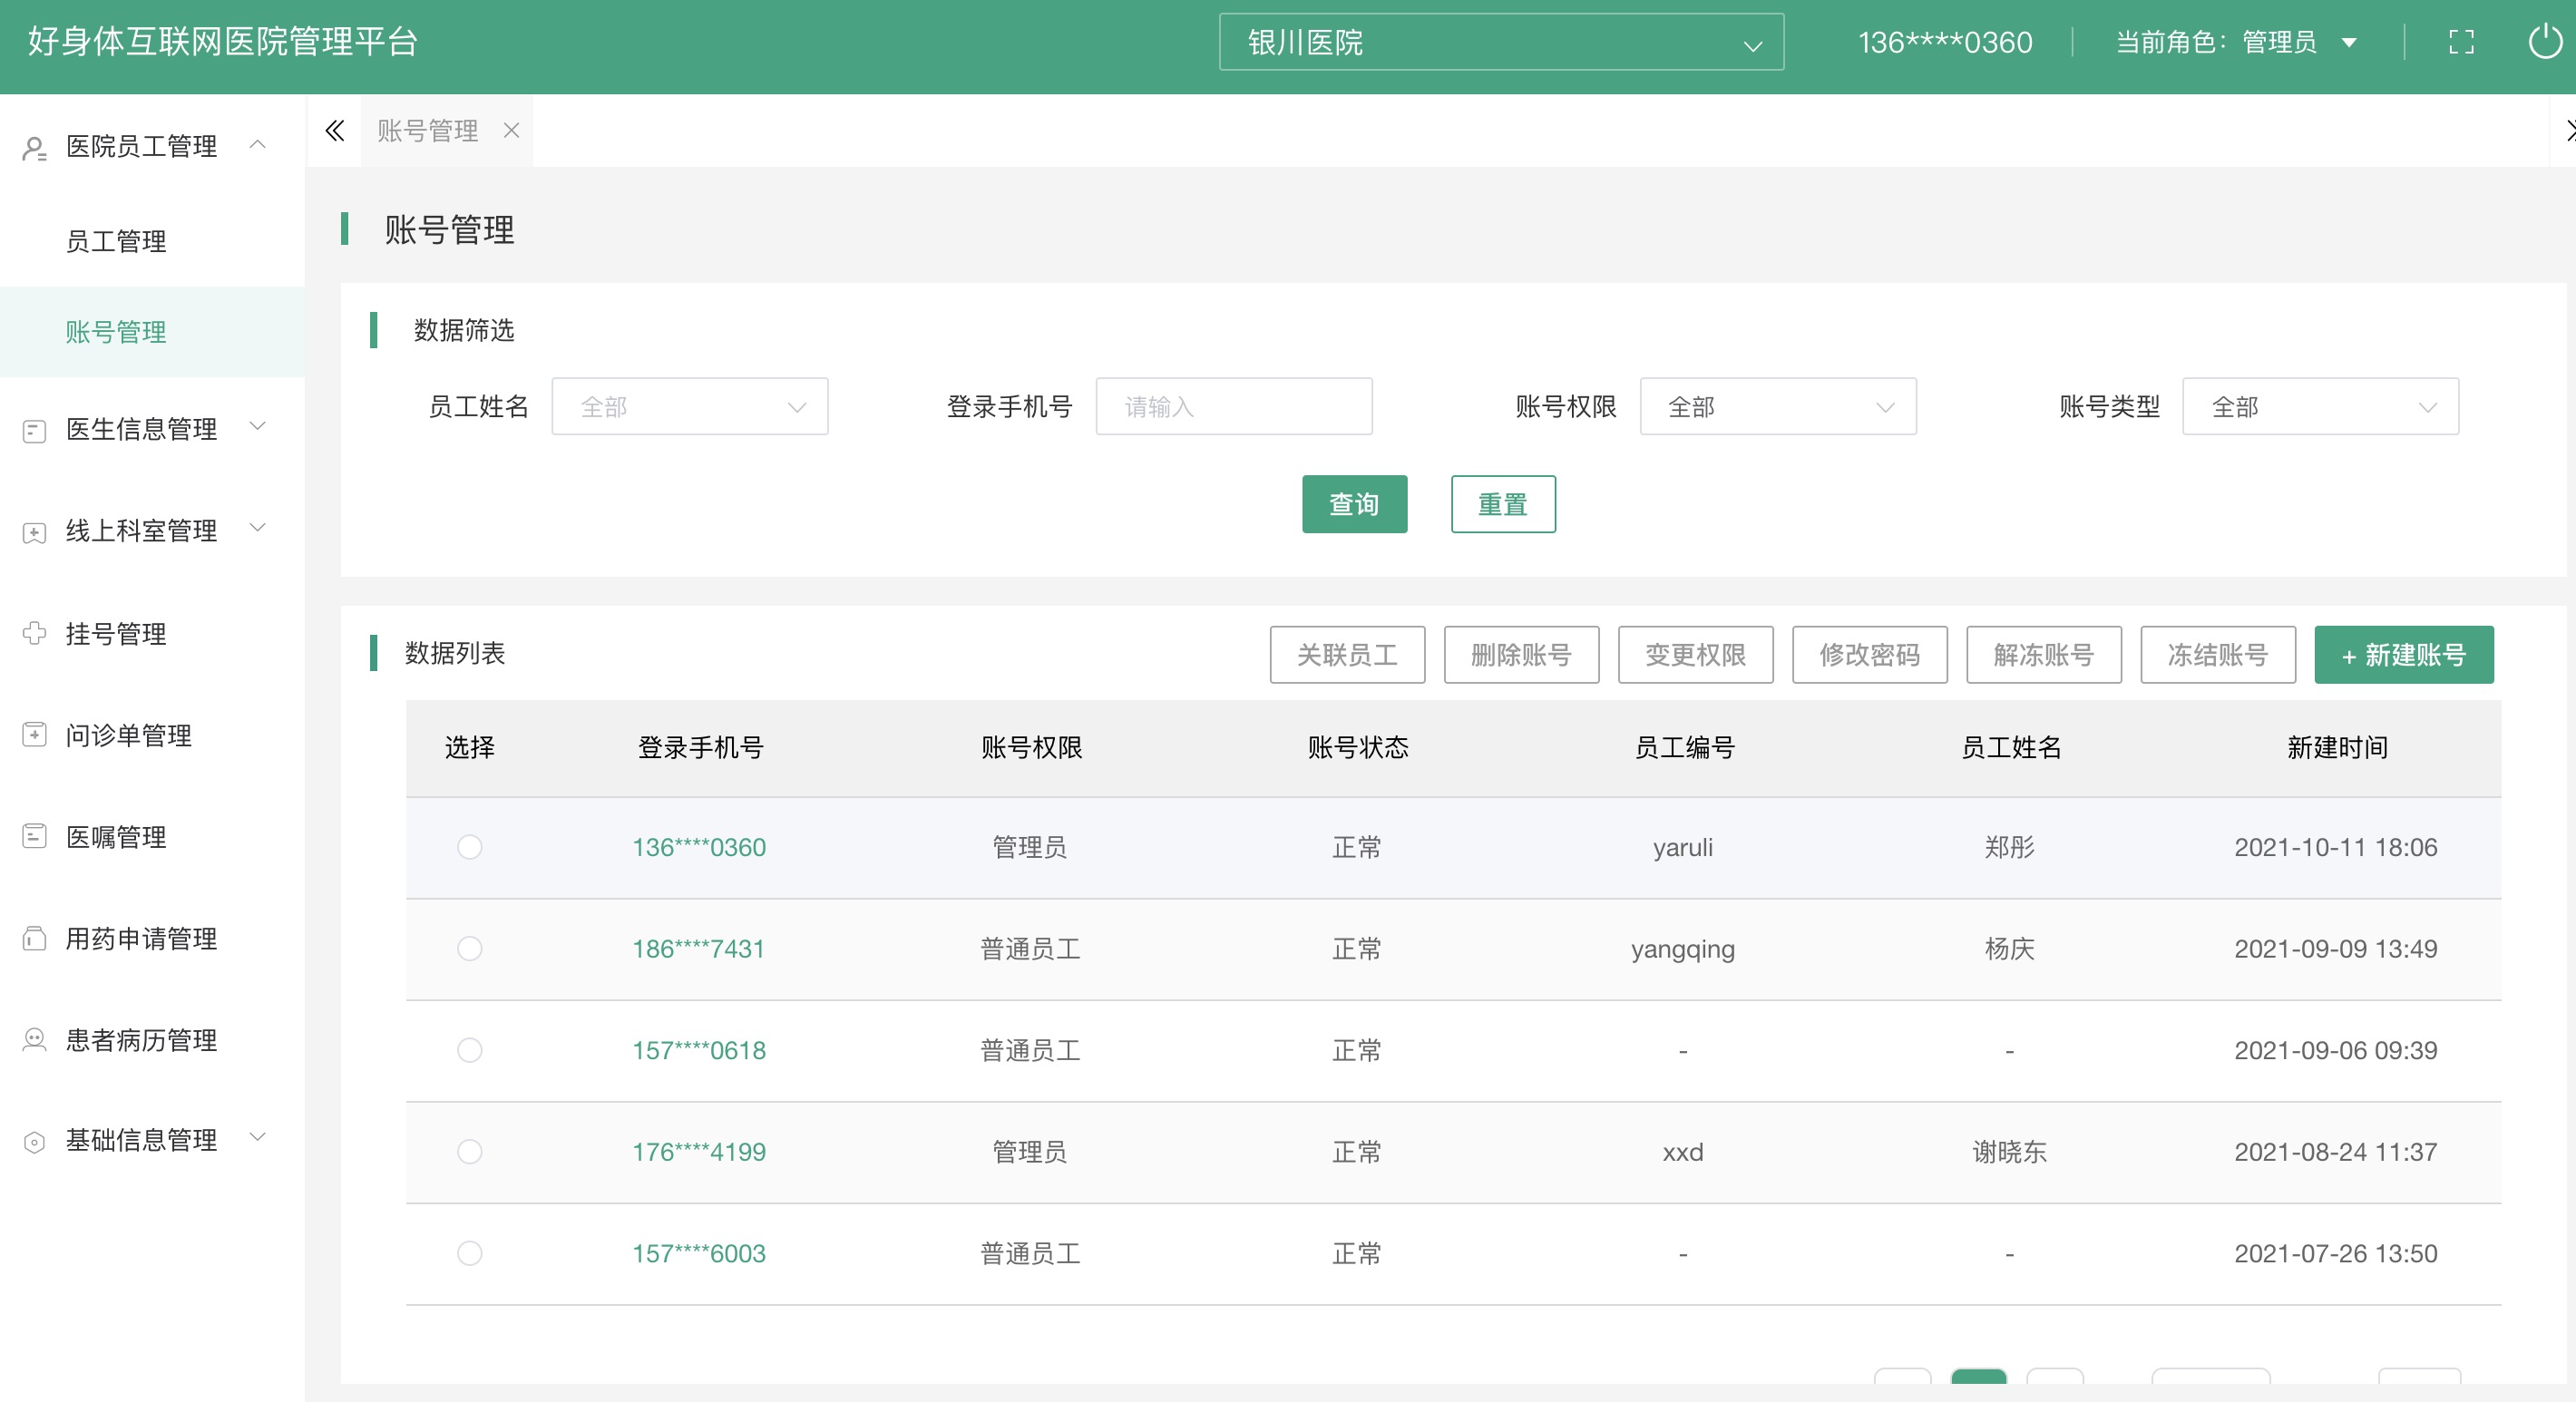 好身体互联网医院管理平台
银川医院
136****0360
当前角色：管理员
医院员工管理
员工管理
账号管理
医生信息管理
线上科室管理
挂号管理
问诊单管理
医嘱管理
用药申请管理
患者病历管理
基础信息管理
账号管理
账号管理
数据筛选
员工姓名 全部 登录手机号 请输入 账号权限 全部 账号类型 全部
查询 重置
数据列表
关联员工 删除账号 变更权限 修改密码 解冻账号 冻结账号 + 新建账号
选择 登录手机号 账号权限 账号状态 员工编号 员工姓名 新建时间
136****0360 管理员 正常 yaruli 郑彤 2021-10-11 18:06
186****7431 普通员工 正常 yangqing 杨庆 2021-09-09 13:49
157****0618 普通员工 正常 - - 2021-09-06 09:39
176****4199 管理员 正常 xxd 谢晓东 2021-08-24 11:37
157****6003 普通员工 正常 - - 2021-07-26 13:50